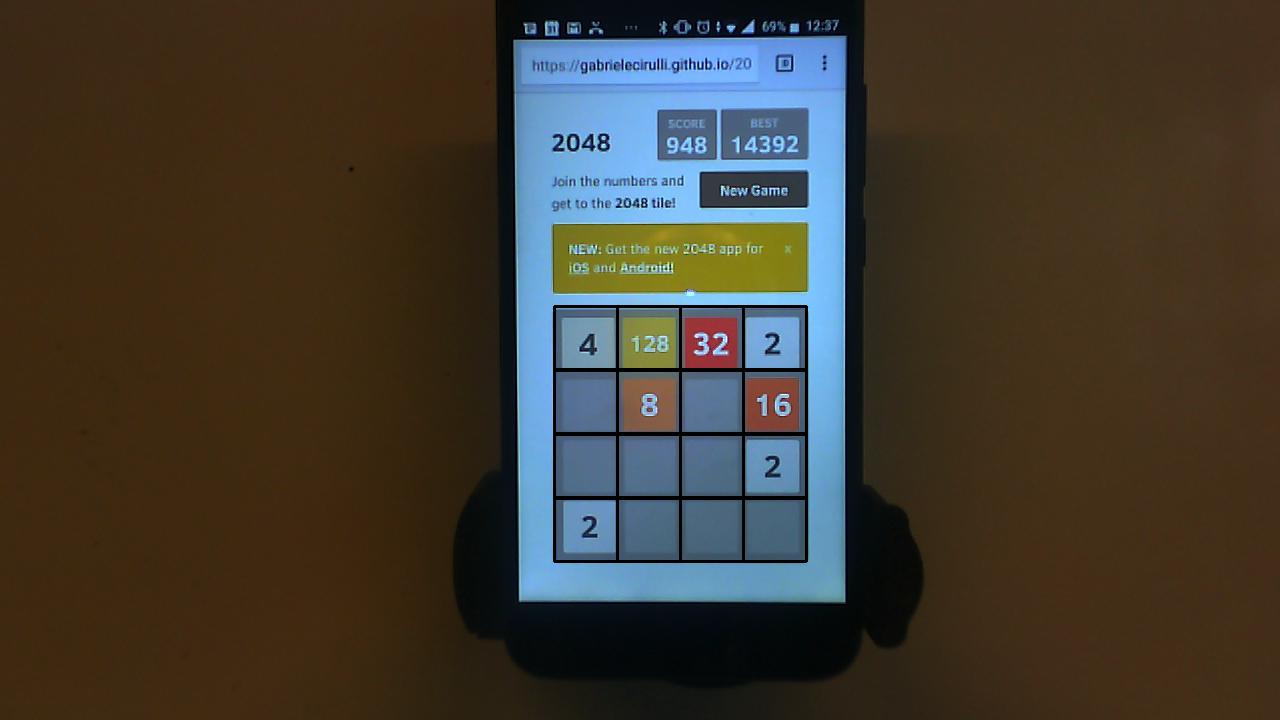 69% 12:37
https://gabrielecirulli.github.io/20
2048
SCORE
948
BEST
14392
Join the numbers and
get to the 2048 tile!
New Game
NEW: Get the new 2048 app for x
iOS and Android!
4 128 32 2
8 16
2
2